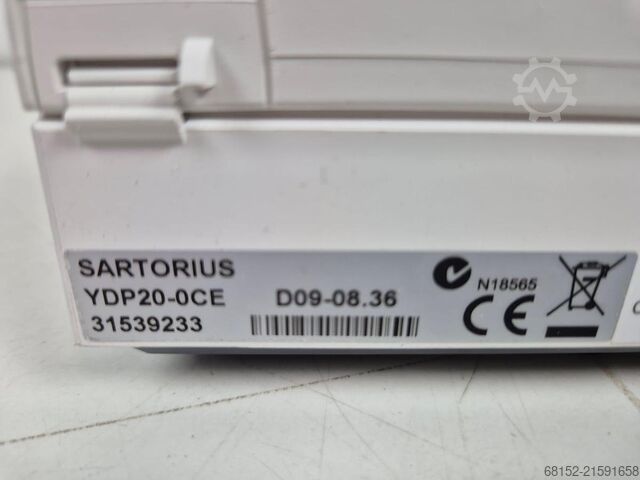 SARTORIUS
YDP20-0CE D09-08.36
31539233
N18565
CE
68152-21591658